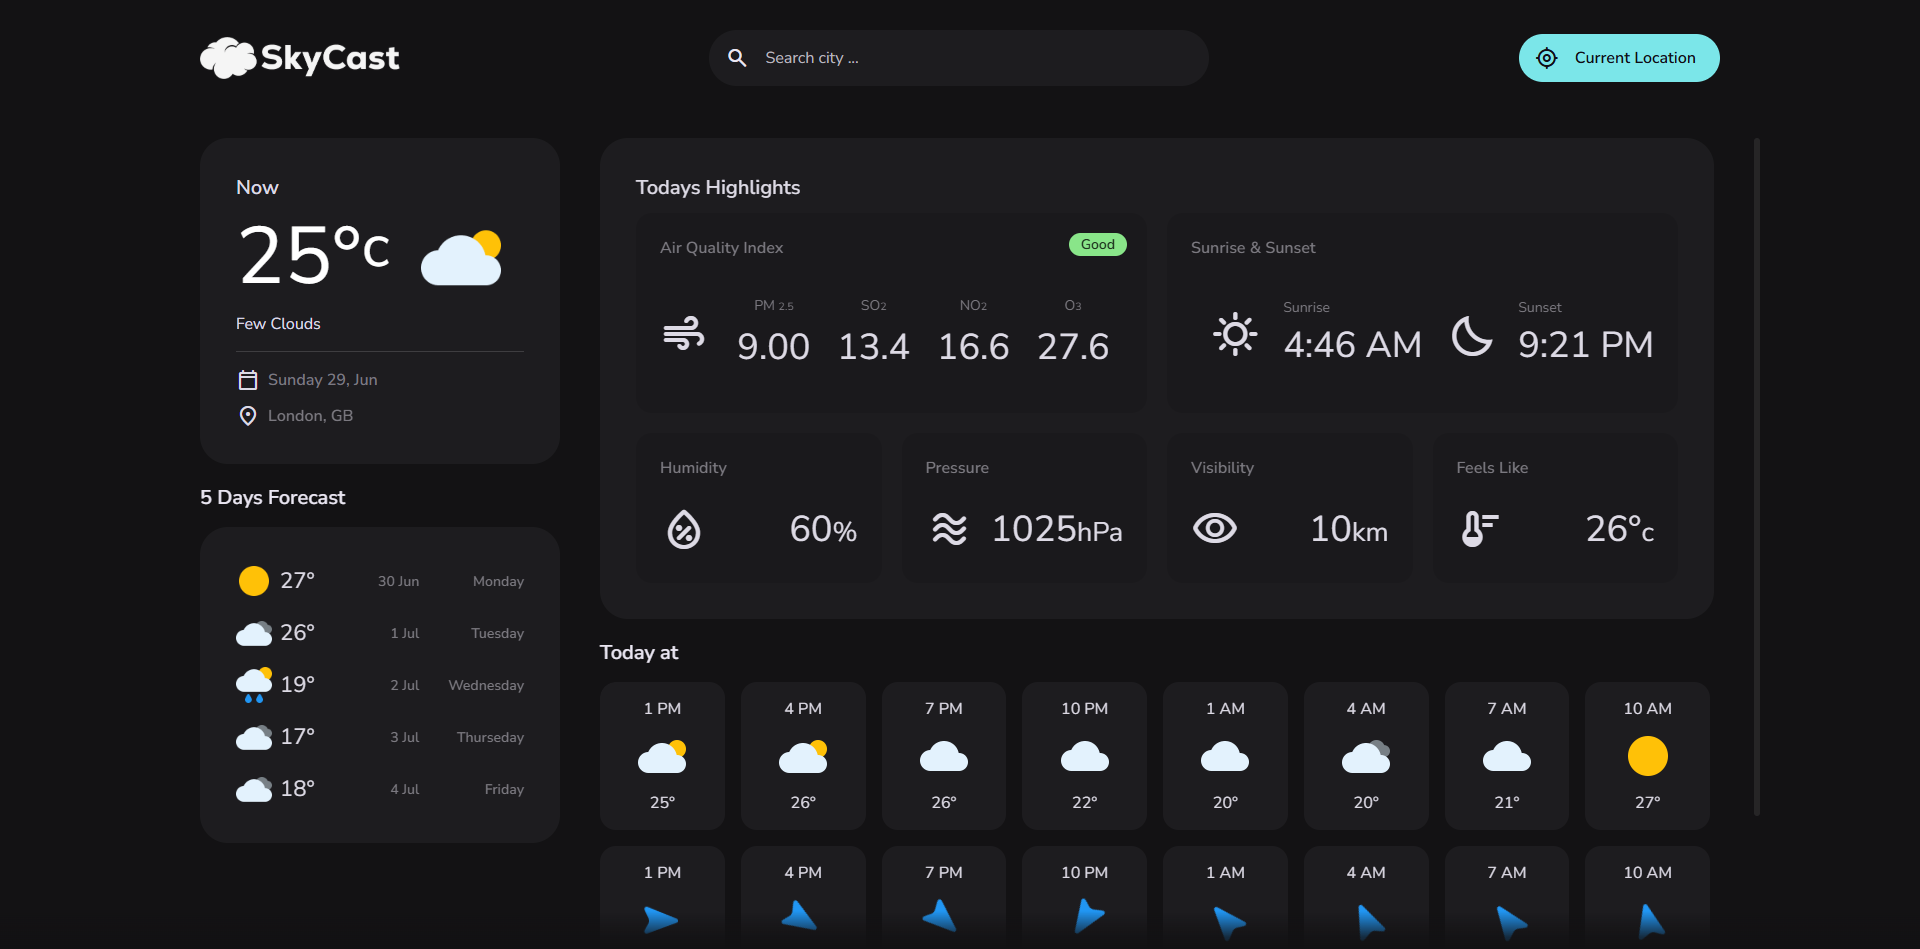 SkyCast
Search city ...
Current Location
Now
25°c
Few Clouds
Sunday 29, Jun
London, GB
5 Days Forecast
27° 30 Jun Monday
26° 1 Jul Tuesday
19° 2 Jul Wednesday
17° 3 Jul Thurseday
18° 4 Jul Friday
Todays Highlights
Air Quality Index Good
PM 2.5 SO2 NO2 O3
9.00 13.4 16.6 27.6
Sunrise & Sunset
Sunrise Sunset
4:46 AM 9:21 PM
Humidity
60%
Pressure
1025hPa
Visibility
10km
Feels Like
26°c
Today at
1 PM 4 PM 7 PM 10 PM 1 AM 4 AM 7 AM 10 AM
25° 26° 26° 22° 20° 20° 21° 27°
1 PM 4 PM 7 PM 10 PM 1 AM 4 AM 7 AM 10 AM